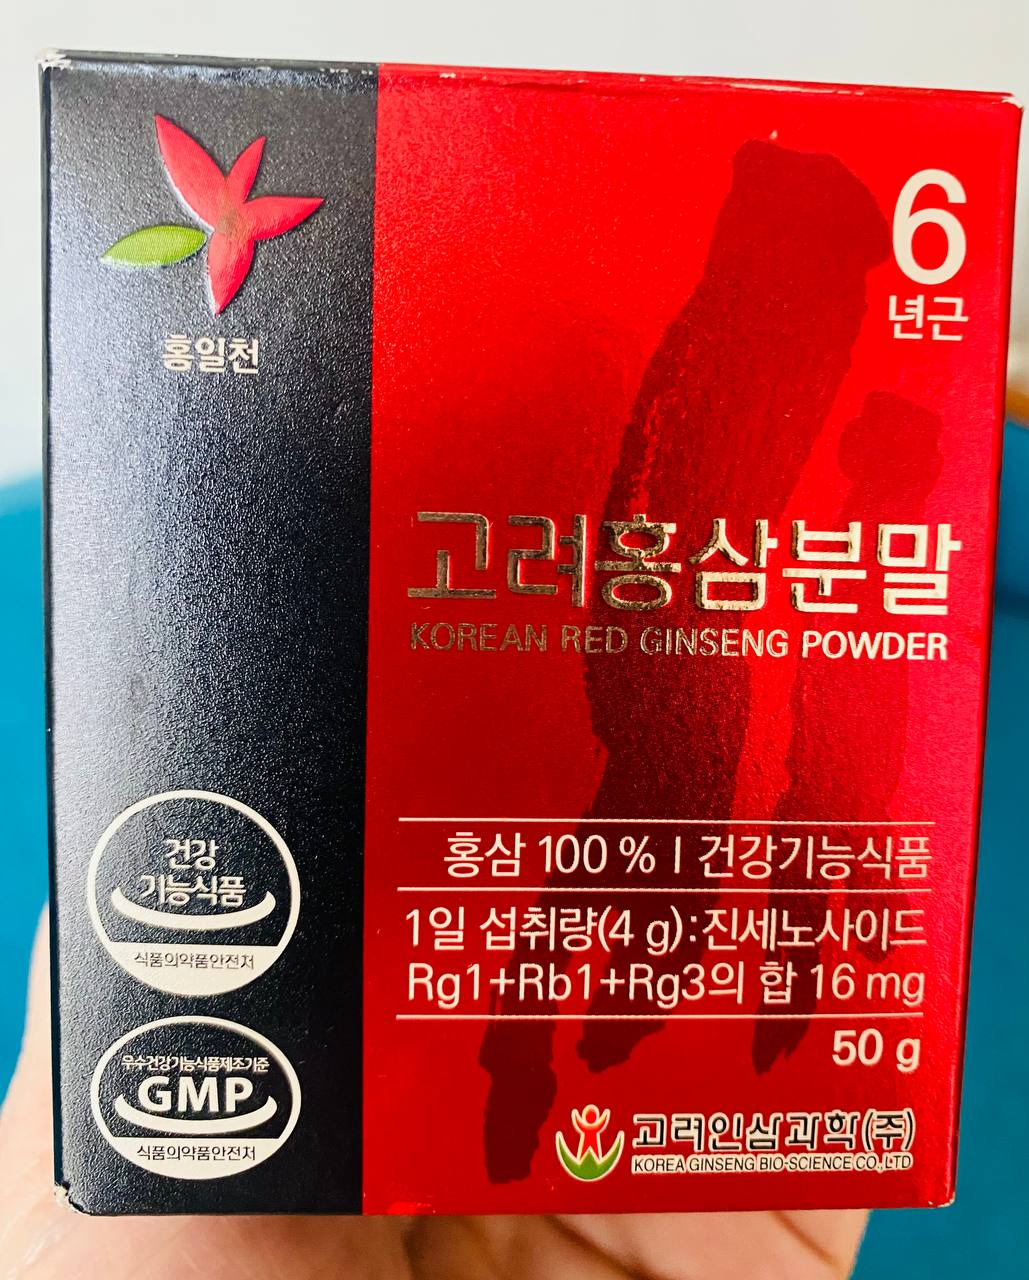 홍일천
6
년근
고려홍삼분말
KOREAN RED GINSENG POWDER
홍삼 100 % | 건강기능식품
1일 섭취량(4 g):진세노사이드
Rg1+Rb1+Rg3의 합 16 mg
50 g
고려인삼과학(주)
KOREA GINSENG BIO-SCIENCE CO.,LTD
건강
기능식품
식품의약품안전처
우수건강기능식품제조기준
GMP
식품의약품안전처